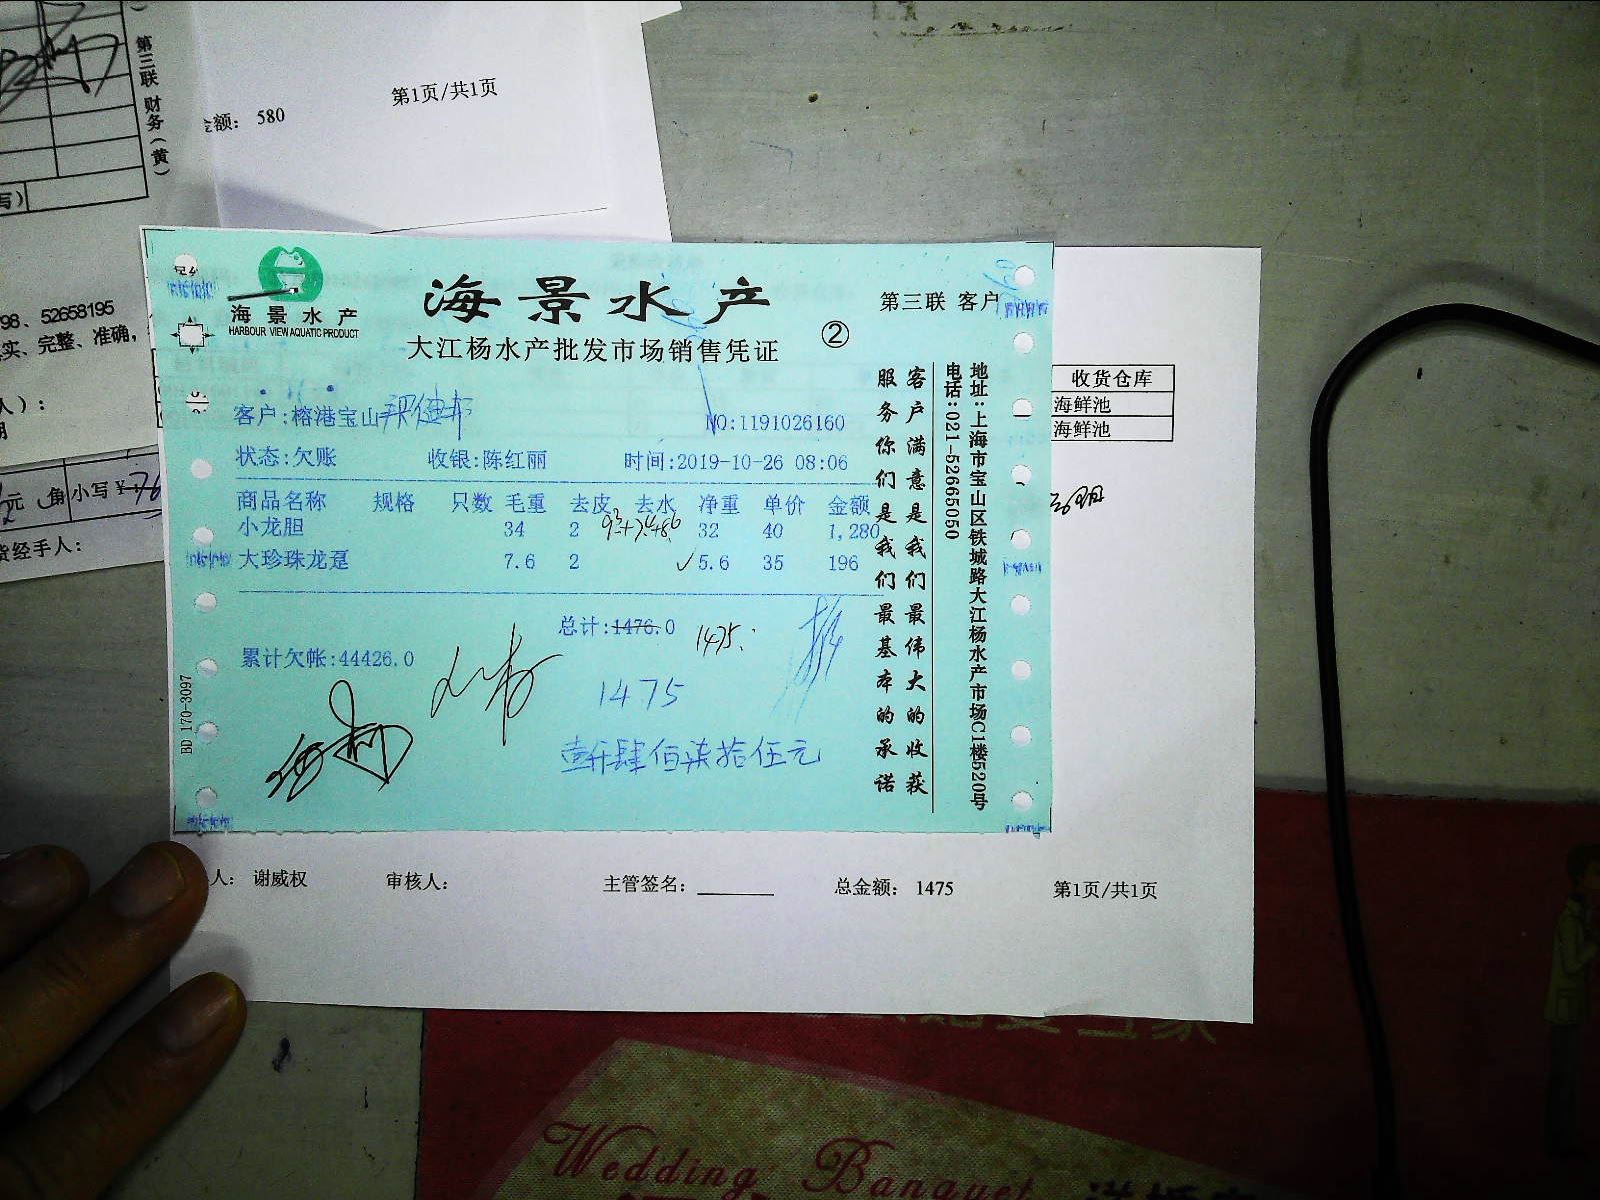 第三联 财务（黄）
第1页/共1页
金额: 580
写)
798、52658195
实、完整、准确,
人):
元
角
小写¥
货经手人:
海景水产
HARBOUR VIEW AQUATIC PRODUCT
海景水产
第三联 客户
大江杨水产批发市场销售凭证
②
客户:榕港宝山
NO:1191026160
状态:欠账 收银:陈红丽 时间:2019-10-26 08:06
商品名称 规格 只数 毛重 去皮 去水 净重 单价 金额
小龙胆 34 2 32 40 1,280
大珍珠龙趸 7.6 2 ✓5.6 35 196
总计:1476.0 1475.
累计欠帐:44426.0
1475
壹仟肆佰柒拾伍元
BD 170-3097
客户满意是我们最伟大的收获
服务你们是我们最基本的承诺
地址:上海市宝山区铁城路大江杨水产市场C1楼520号
电话:021-52665050
收货仓库
海鲜池
海鲜池
人: 谢威权 审核人: 主管签名: 总金额: 1475 第1页/共1页
Wedding Banquet